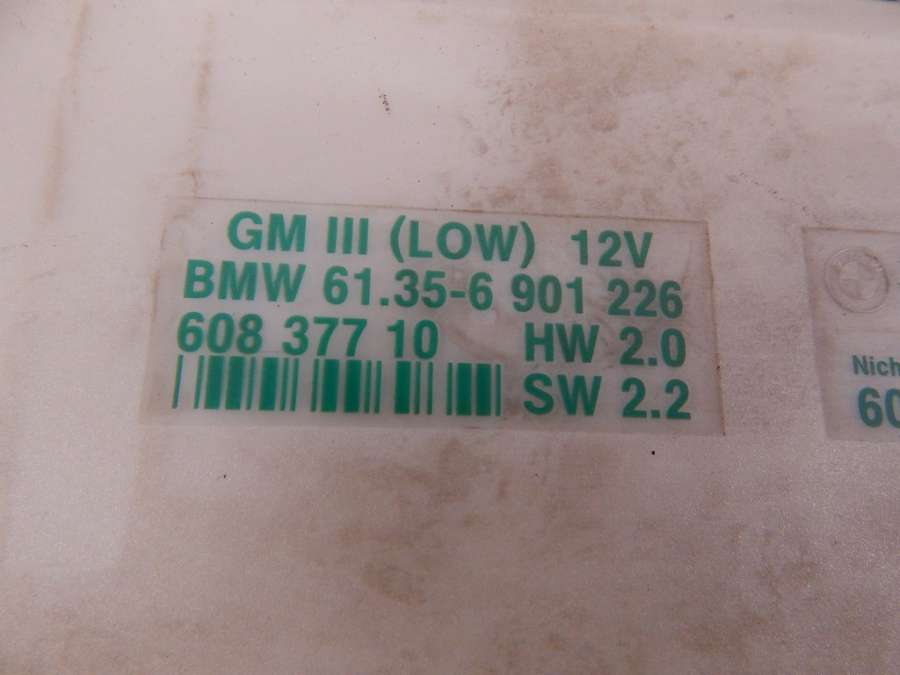 GM III (LOW) 12V
BMW 61.35-6 901 226
608 377 10 HW 2.0
SW 2.2
BMW
Nich
60